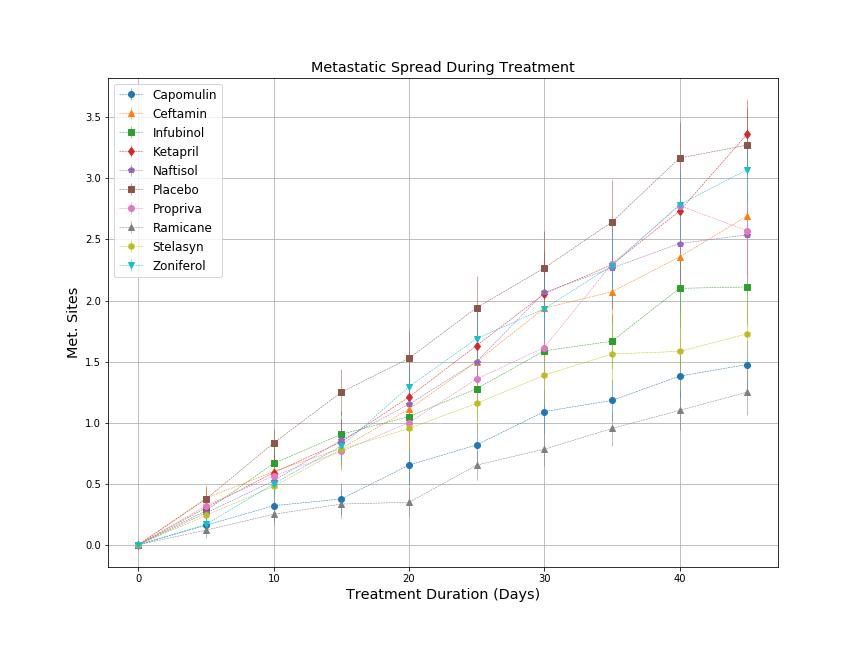 Metastatic Spread During Treatment
Capomulin
Ceftamin
Infubinol
Ketapril
Naftisol
Placebo
Propriva
Ramicane
Stelasyn
Zoniferol
Met. Sites
3.5
3.0
2.5
2.0
1.5
1.0
0.5
0.0
0 10 20 30 40
Treatment Duration (Days)